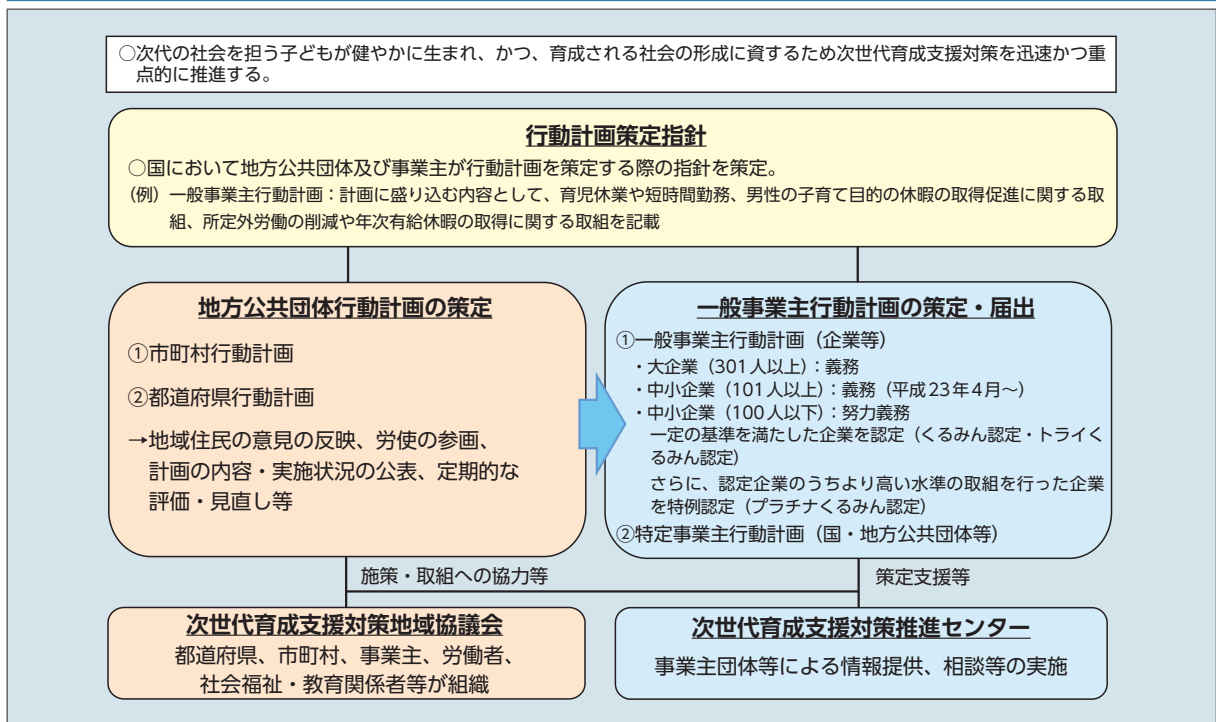 ○次代の社会を担う子どもが健やかに生まれ、かつ、育成される社会の形成に資するため次世代育成支援対策を迅速かつ重
点的に推進する。
行動計画策定指針
○国において地方公共団体及び事業主が行動計画を策定する際の指針を策定。
(例) 一般事業主行動計画：計画に盛り込む内容として、育児休業や短時間勤務、男性の子育て目的の休暇の取得促進に関する取
組、所定外労働の削減や年次有給休暇の取得に関する取組を記載
地方公共団体行動計画の策定
①市町村行動計画
②都道府県行動計画
→地域住民の意見の反映、労使の参画、
計画の内容・実施状況の公表、定期的な
評価・見直し等
一般事業主行動計画の策定・届出
①一般事業主行動計画（企業等）
・大企業（301人以上）：義務
・中小企業（101人以上）：義務（平成23年4月～）
・中小企業（100人以下）：努力義務
一定の基準を満たした企業を認定（くるみん認定・トライく
るみん認定）
さらに、認定企業のうちより高い水準の取組を行った企業
を特例認定（プラチナくるみん認定）
②特定事業主行動計画（国・地方公共団体等）
施策・取組への協力等
策定支援等
次世代育成支援対策地域協議会
都道府県、市町村、事業主、労働者、
社会福祉・教育関係者等が組織
次世代育成支援対策推進センター
事業主団体等による情報提供、相談等の実施